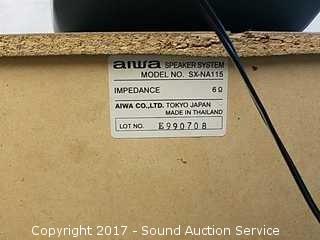 aiwa SPEAKER SYSTEM
MODEL NO. SX-NA115
IMPEDANCE 6 Ω
AIWA CO.,LTD. TOKYO JAPAN
MADE IN THAILAND
LOT NO. E990708
Copyright 2017 - Sound Auction Service